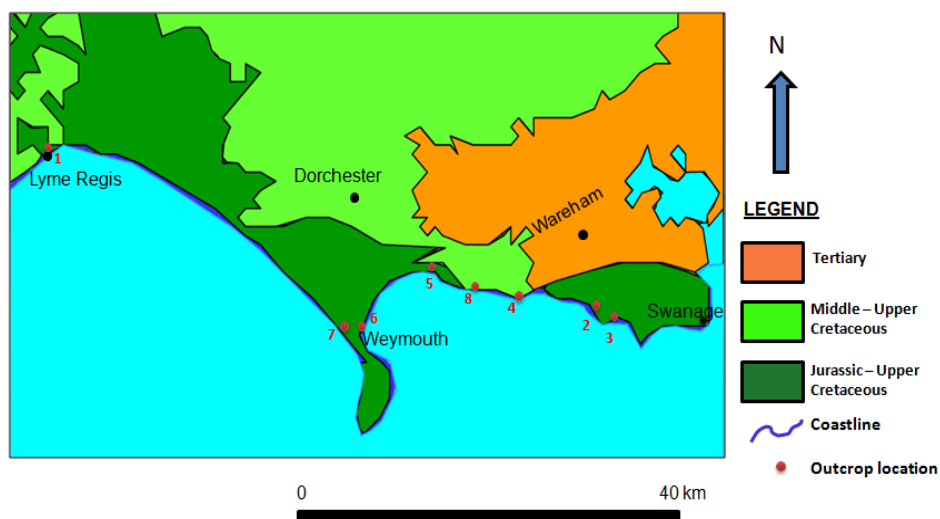 N
1
Lyme Regis
Dorchester
Wareham
LEGEND
Tertiary
5
8
4
2
3
Swanage
Middle – Upper
Cretaceous
7
6
Weymouth
Jurassic – Upper
Cretaceous
Coastline
Outcrop location
0
40 km